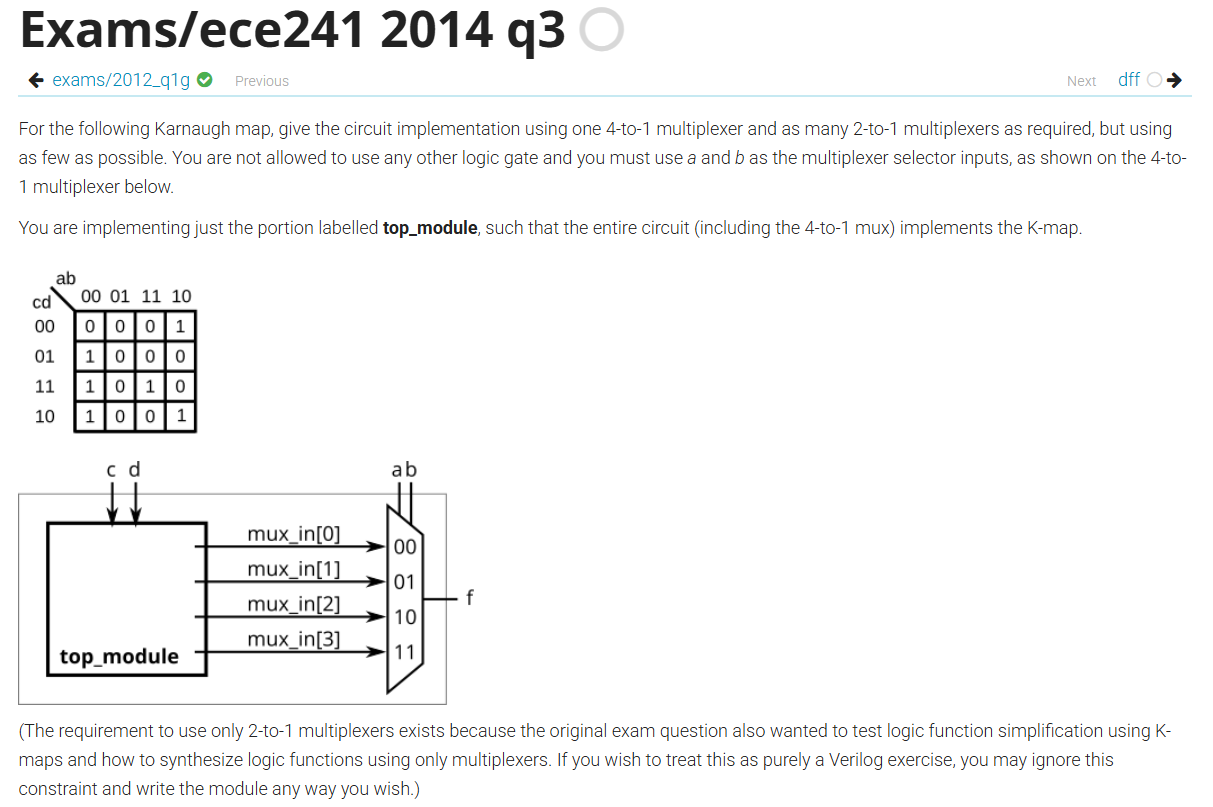 Exams/ece241 2014 q3
exams/2012_q1g Previous Next dff
For the following Karnaugh map, give the circuit implementation using one 4-to-1 multiplexer and as many 2-to-1 multiplexers as required, but using
as few as possible. You are not allowed to use any other logic gate and you must use a and b as the multiplexer selector inputs, as shown on the 4-to-
1 multiplexer below.
You are implementing just the portion labelled top_module, such that the entire circuit (including the 4-to-1 mux) implements the K-map.
ab
cd 00 01 11 10
00 0 0 0 1
01 1 0 0 0
11 1 0 1 0
10 1 0 0 1
c d ab
mux_in[0] 00
mux_in[1] 01
f
mux_in[2] 10
mux_in[3] 11
top_module
(The requirement to use only 2-to-1 multiplexers exists because the original exam question also wanted to test logic function simplification using K-
maps and how to synthesize logic functions using only multiplexers. If you wish to treat this as purely a Verilog exercise, you may ignore this
constraint and write the module any way you wish.)